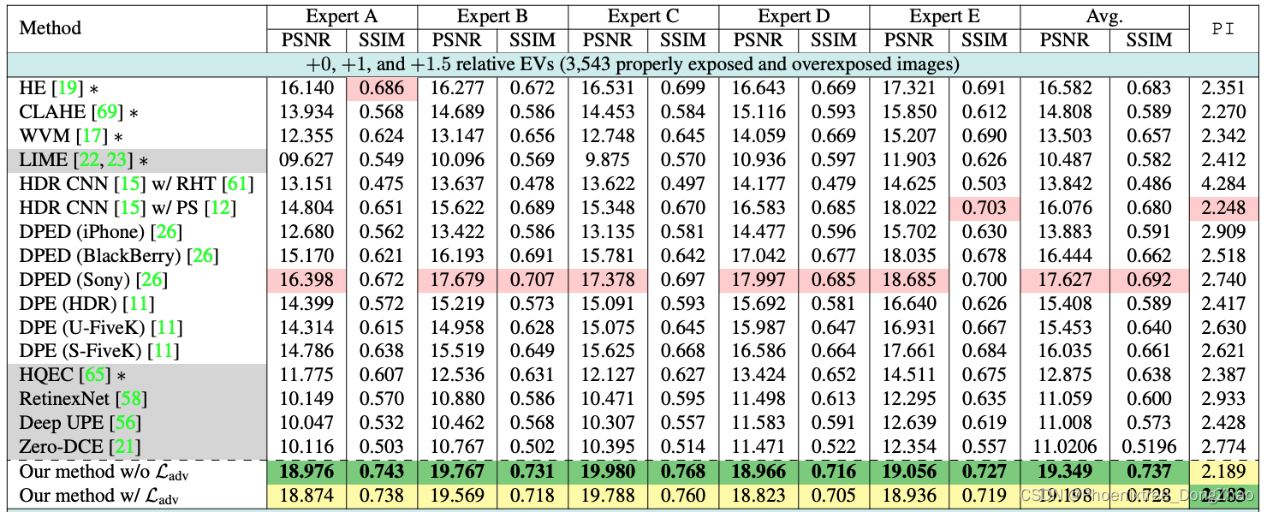 Method Expert A Expert B Expert C Expert D Expert E Avg. PI
PSNR SSIM PSNR SSIM PSNR SSIM PSNR SSIM PSNR SSIM PSNR SSIM
+0, +1, and +1.5 relative EVs (3,543 properly exposed and overexposed images)
HE [19] * 16.140 0.686 16.277 0.672 16.531 0.699 16.643 0.669 17.321 0.691 16.582 0.683 2.351
CLAHE [69] * 13.934 0.568 14.689 0.586 14.453 0.584 15.116 0.593 15.850 0.612 14.808 0.589 2.270
WVM [17] * 12.355 0.624 13.147 0.656 12.748 0.645 14.059 0.669 15.207 0.690 13.503 0.657 2.342
LIME [22,23] * 09.627 0.549 10.096 0.569 9.875 0.570 10.936 0.597 11.903 0.626 10.487 0.582 2.412
HDR CNN [15] w/ RHT [61] 13.151 0.475 13.637 0.478 13.622 0.497 14.177 0.479 14.625 0.503 13.842 0.486 4.284
HDR CNN [15] w/ PS [12] 14.804 0.651 15.622 0.689 15.348 0.670 16.583 0.685 18.022 0.703 16.076 0.680 2.248
DPED (iPhone) [26] 12.680 0.562 13.422 0.586 13.135 0.581 14.477 0.596 15.702 0.630 13.883 0.591 2.909
DPED (BlackBerry) [26] 15.170 0.621 16.193 0.691 15.781 0.642 17.042 0.677 18.035 0.678 16.444 0.662 2.518
DPED (Sony) [26] 16.398 0.672 17.679 0.707 17.378 0.697 17.997 0.685 18.685 0.700 17.627 0.692 2.740
DPE (HDR) [11] 14.399 0.572 15.219 0.573 15.091 0.593 15.692 0.581 16.640 0.626 15.408 0.589 2.417
DPE (U-FiveK) [11] 14.314 0.615 14.958 0.628 15.075 0.645 15.987 0.647 16.931 0.667 15.453 0.640 2.630
DPE (S-FiveK) [11] 14.786 0.638 15.519 0.649 15.625 0.668 16.586 0.664 17.661 0.684 16.035 0.661 2.621
HQEC [65] * 11.775 0.607 12.536 0.631 12.127 0.627 13.424 0.652 14.511 0.675 12.875 0.638 2.387
RetinexNet [58] 10.149 0.570 10.880 0.586 10.471 0.595 11.498 0.613 12.295 0.635 11.059 0.600 2.933
Deep UPE [56] 10.047 0.532 10.462 0.568 10.307 0.557 11.583 0.591 12.639 0.619 11.008 0.573 2.428
Zero-DCE [21] 10.116 0.503 10.767 0.502 10.395 0.514 11.471 0.522 12.354 0.557 11.0206 0.5196 2.774
Our method w/o ℒadv 18.976 0.743 19.767 0.731 19.980 0.768 18.966 0.716 19.056 0.727 19.349 0.737 2.189
Our method w/ ℒadv 18.874 0.738 19.569 0.718 19.788 0.760 18.823 0.705 18.936 0.719